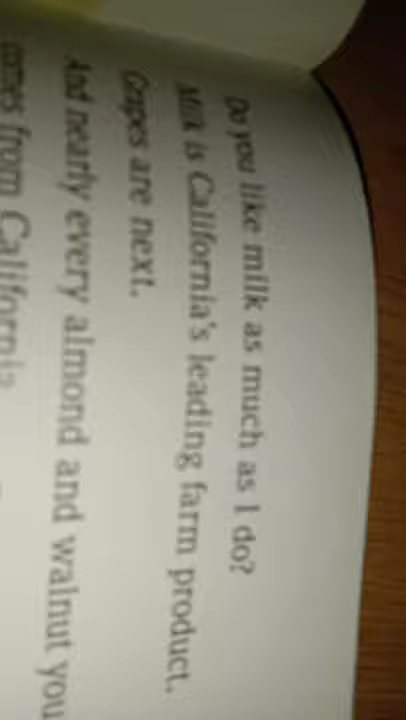 Do you like milk as much as I do?
Milk is California's leading farm product.
Grapes are next.
And nearly every almond and walnut you
comes from California